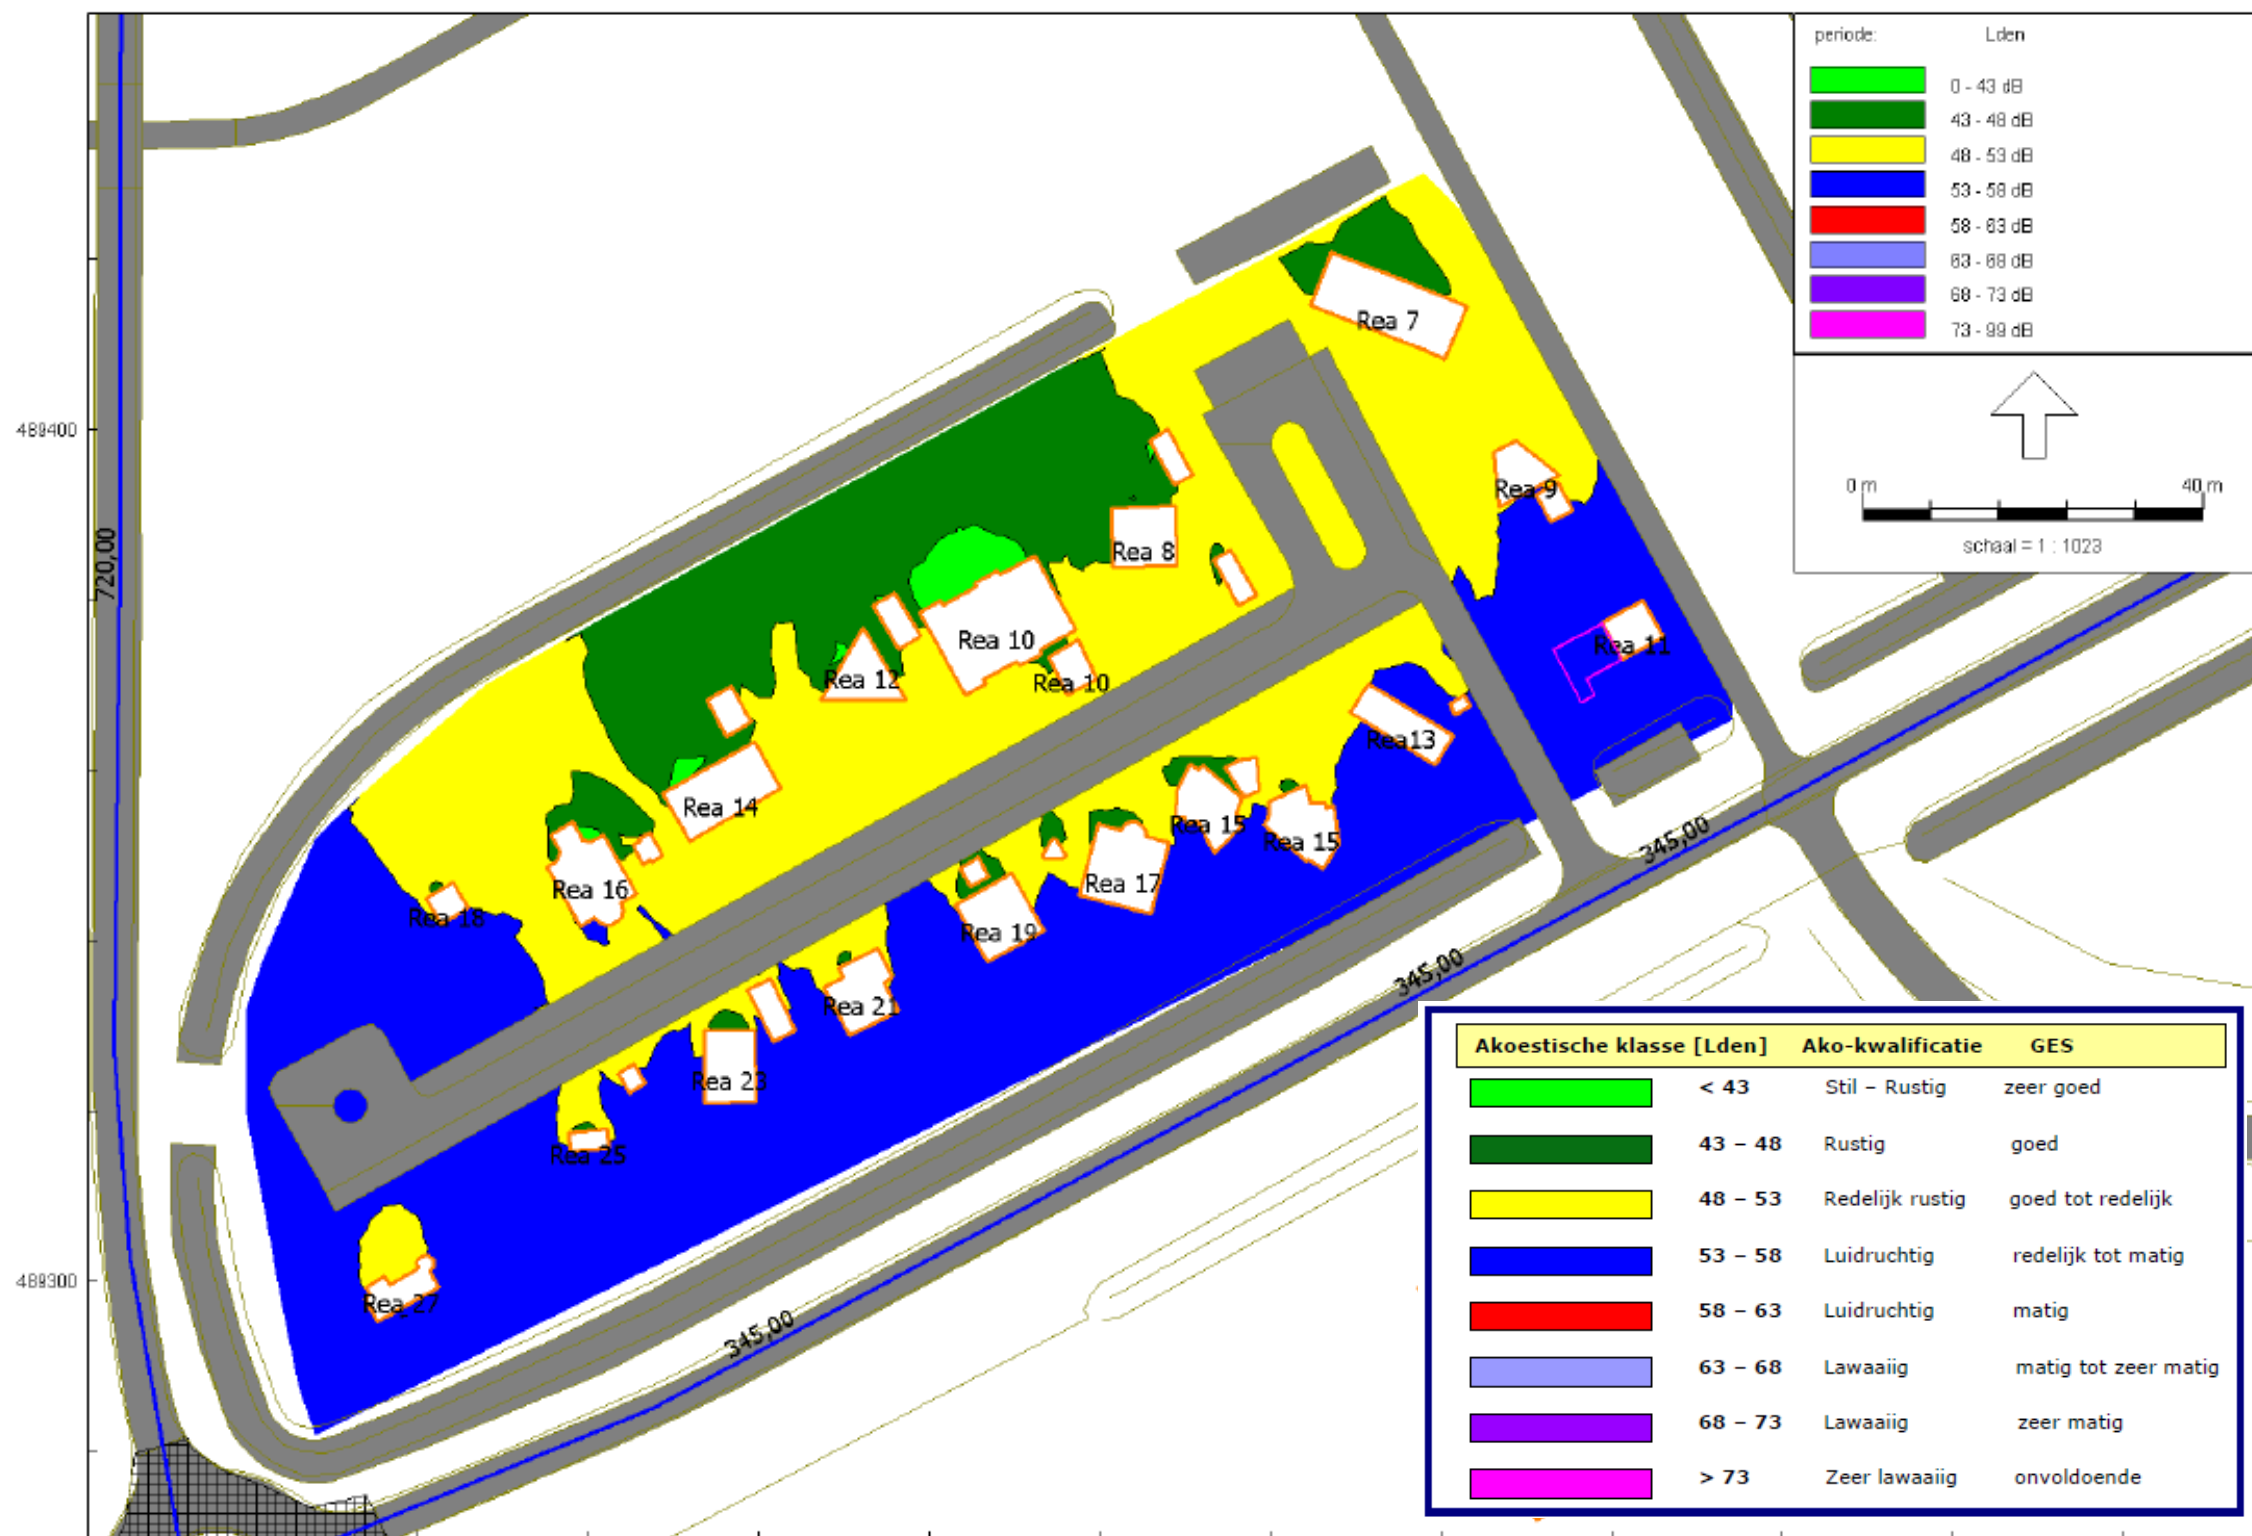 periode: Lden
0 - 43 dB
43 - 48 dB
48 - 53 dB
53 - 58 dB
58 - 63 dB
63 - 68 dB
68 - 73 dB
73 - 99 dB
0 m 40 m
schaal = 1 : 1023
489400
489300
720,00
345,00
345,00
345,00
Rea 7
Rea 9
Rea 8
Rea 10
Rea 10
Rea 11
Rea 12
Rea13
Rea 14
Rea 15
Rea 15
Rea 16
Rea 17
Rea 18
Rea 19
Rea 21
Rea 23
Rea 25
Rea 27
Akoestische klasse [Lden] Ako-kwalificatie GES
< 43 Stil – Rustig zeer goed
43 – 48 Rustig goed
48 – 53 Redelijk rustig goed tot redelijk
53 – 58 Luidruchtig redelijk tot matig
58 – 63 Luidruchtig matig
63 – 68 Lawaaiig matig tot zeer matig
68 – 73 Lawaaiig zeer matig
> 73 Zeer lawaaiig onvoldoende